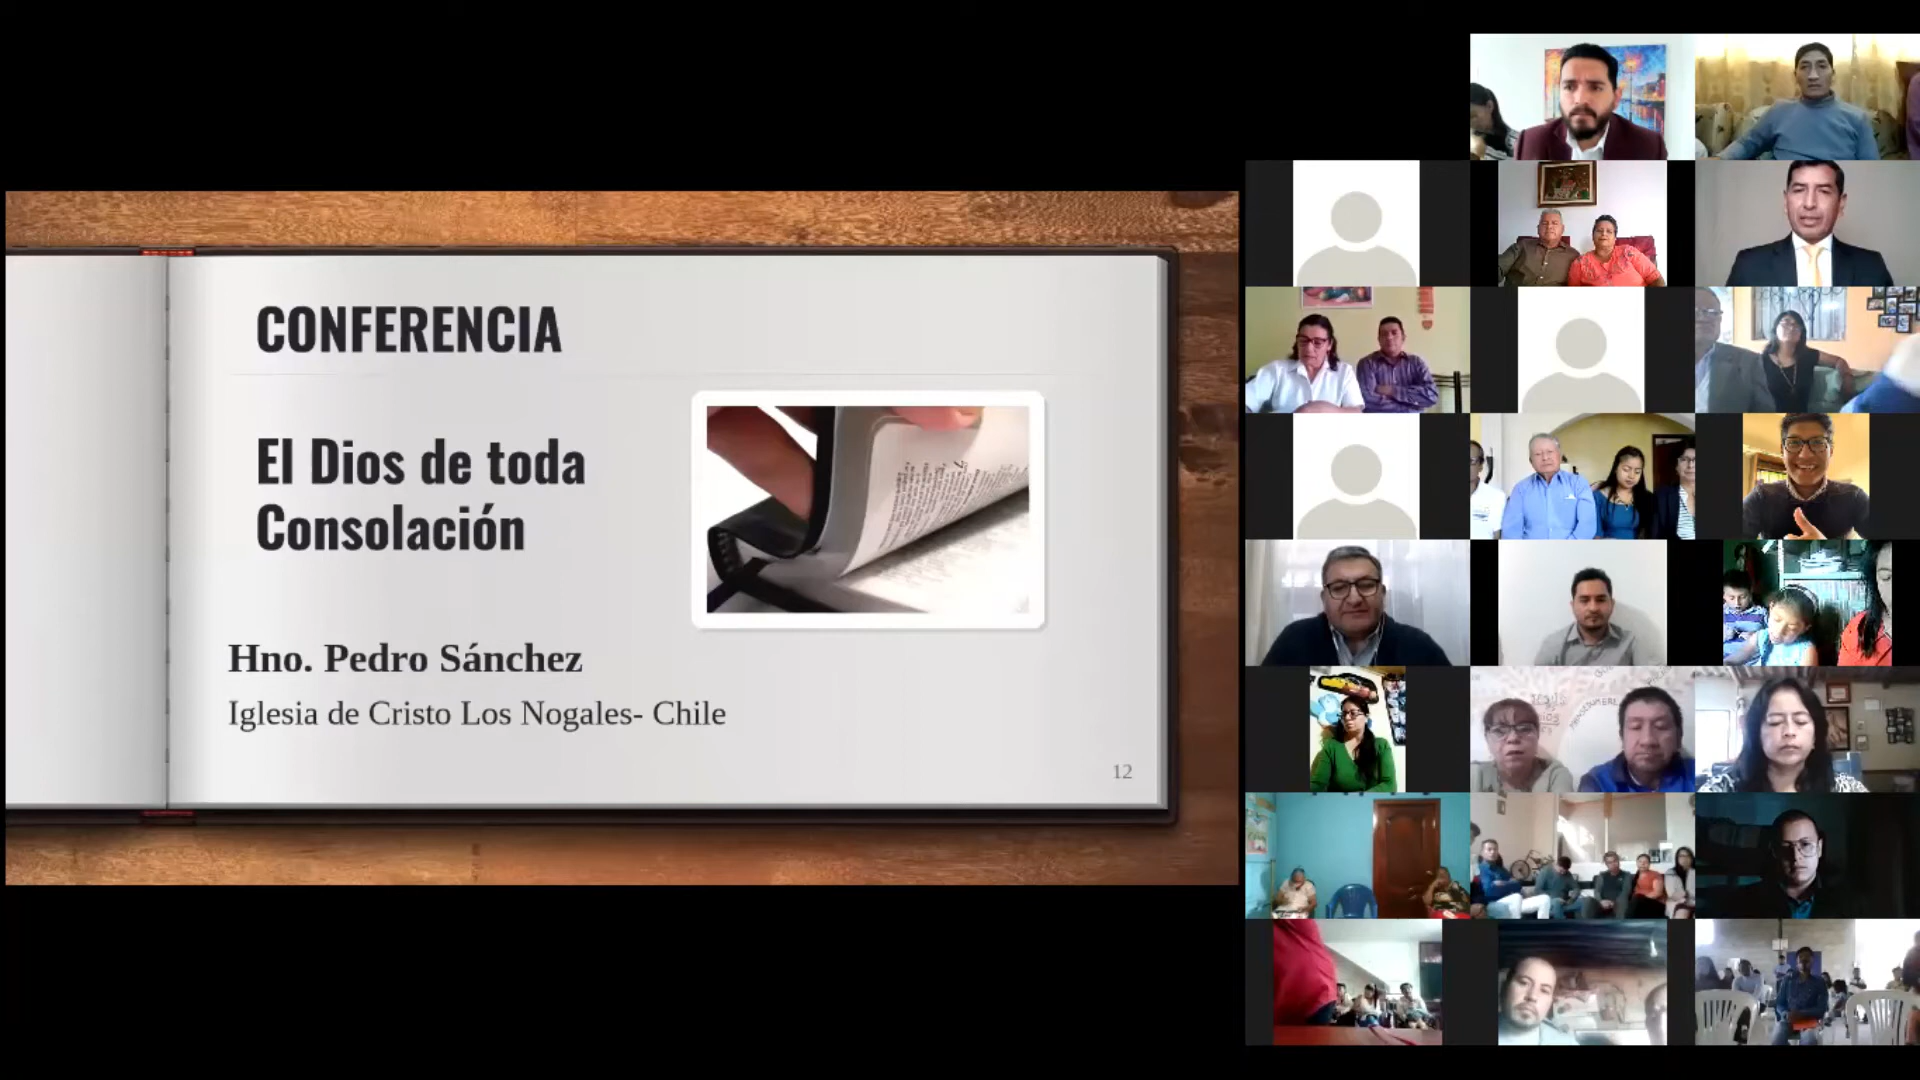 CONFERENCIA
El Dios de toda
Consolación
Hno. Pedro Sánchez
Iglesia de Cristo Los Nogales- Chile
12